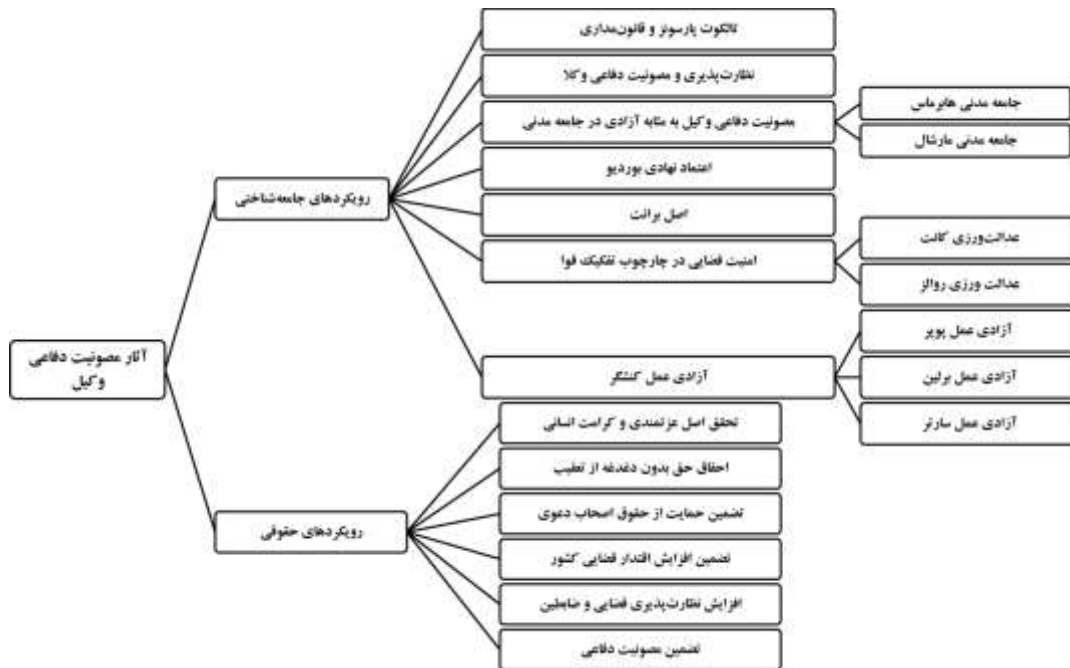 آثار مصونیت دفاعی
وکیل
رویکردهای جامعه‌شناختی
تالکوت پارسونز و قانون‌مداری
نظارت‌پذیری و مصونیت دفاعی وکلا
مصونیت دفاعی وکیل به مثابه آزادی در جامعه مدنی
جامعه مدنی هابرماس
جامعه مدنی مارشال
اعتماد نهادی بوردیو
اصل برائت
امنیت قضایی در چارچوب تفکیک قوا
عدالت‌ورزی کانت
عدالت ورزی روالز
آزادی عمل کنشگر
آزادی عمل پوپر
آزادی عمل برلین
آزادی عمل سارتر
رویکردهای حقوقی
تحقق اصل عزتمندی و کرامت انسانی
احقاق حق بدون دغدغه از تعقیب
تضمین حمایت از حقوق اصحاب دعوی
تضمین افزایش اقتدار قضایی کشور
افزایش نظارت‌پذیری قضایی و ضابطین
تضمین مصونیت دفاعی